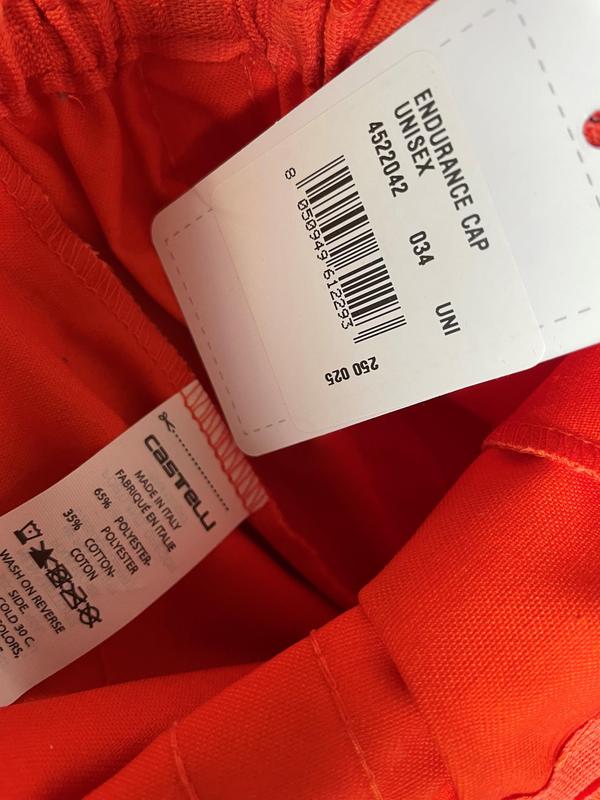 ENDURANCE CAP
UNISEX
4522042 034 UNI
8 050949 612293
250 025
castelli
MADE IN ITALY
FABRIQUÉ EN ITALIE
65% POLYESTER-
POLYESTER
35% COTTON-
COTON
WASH ON REVERSE
SIDE.
COLD 30 C.
COLORS,